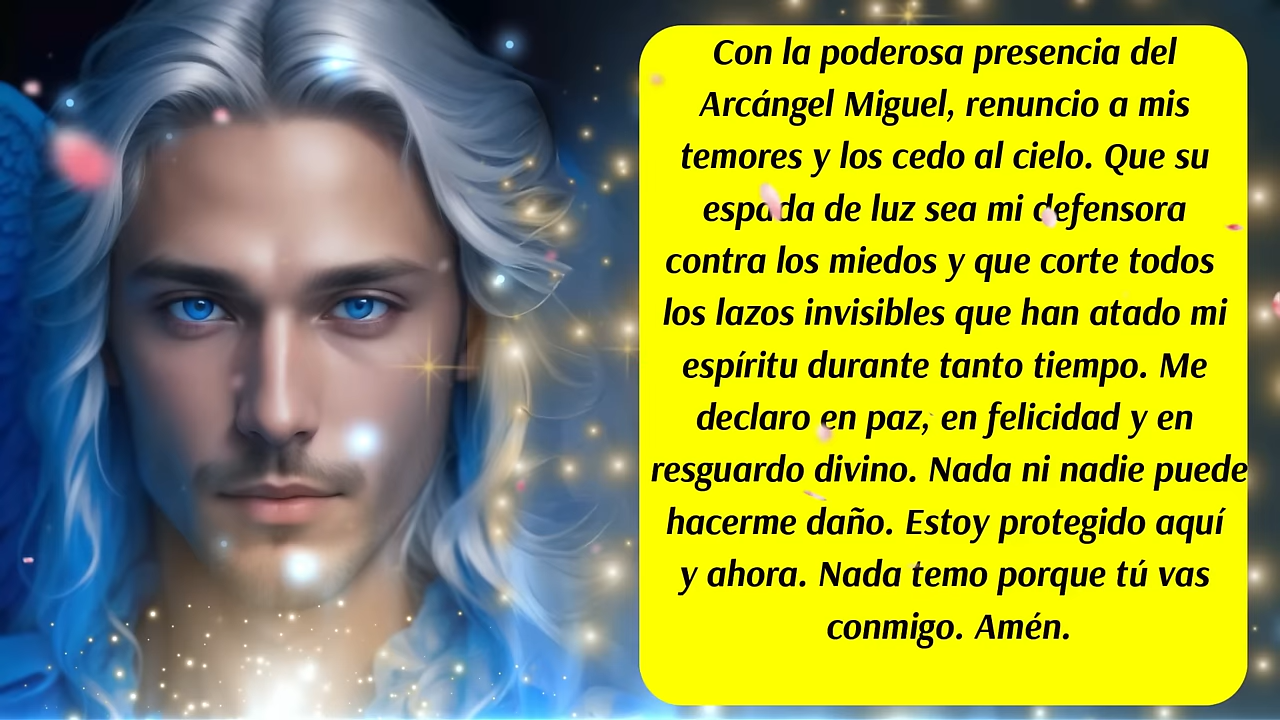 Con la poderosa presencia del
Arcángel Miguel, renuncio a mis
temores y los cedo al cielo. Que su
espada de luz sea mi defensora
contra los miedos y que corte todos
los lazos invisibles que han atado mi
espíritu durante tanto tiempo. Me
declaro en paz, en felicidad y en
resguardo divino. Nada ni nadie puede
hacerme daño. Estoy protegido aquí
y ahora. Nada temo porque tú vas
conmigo. Amén.